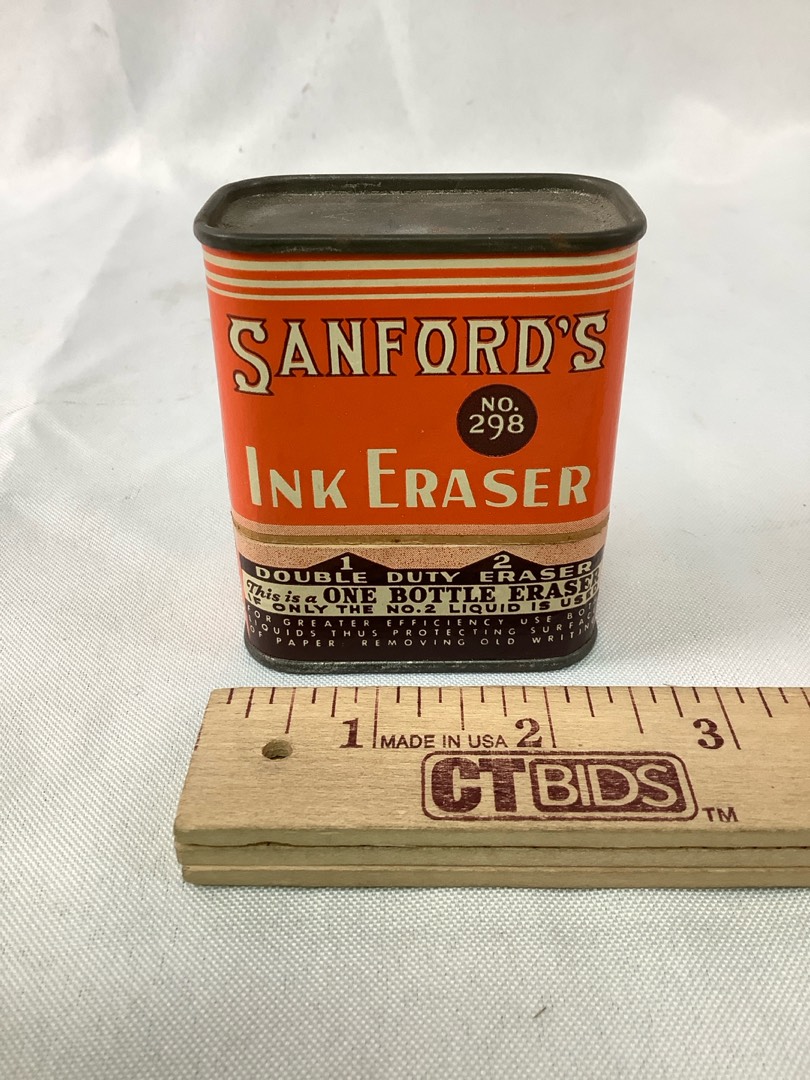 SANFORD'S
NO.
298
INK ERASER
1 2
DOUBLE DUTY ERASER
This is a ONE BOTTLE ERASER
IF ONLY THE NO.2 LIQUID IS USED
FOR GREATER EFFICIENCY USE BOTH
LIQUIDS THUS PROTECTING SURFACE
OF PAPER REMOVING OLD WRITING
1 MADE IN USA 2 3
CTBIDS TM